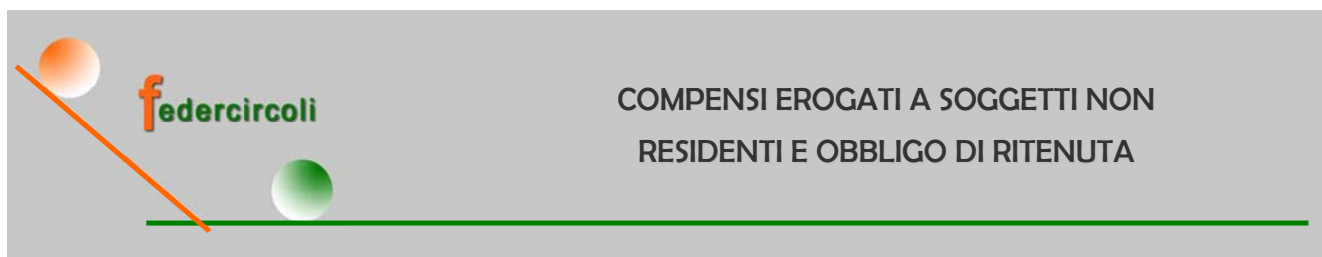 federcircoli
COMPENSI EROGATI A SOGGETTI NON
RESIDENTI E OBBLIGO DI RITENUTA